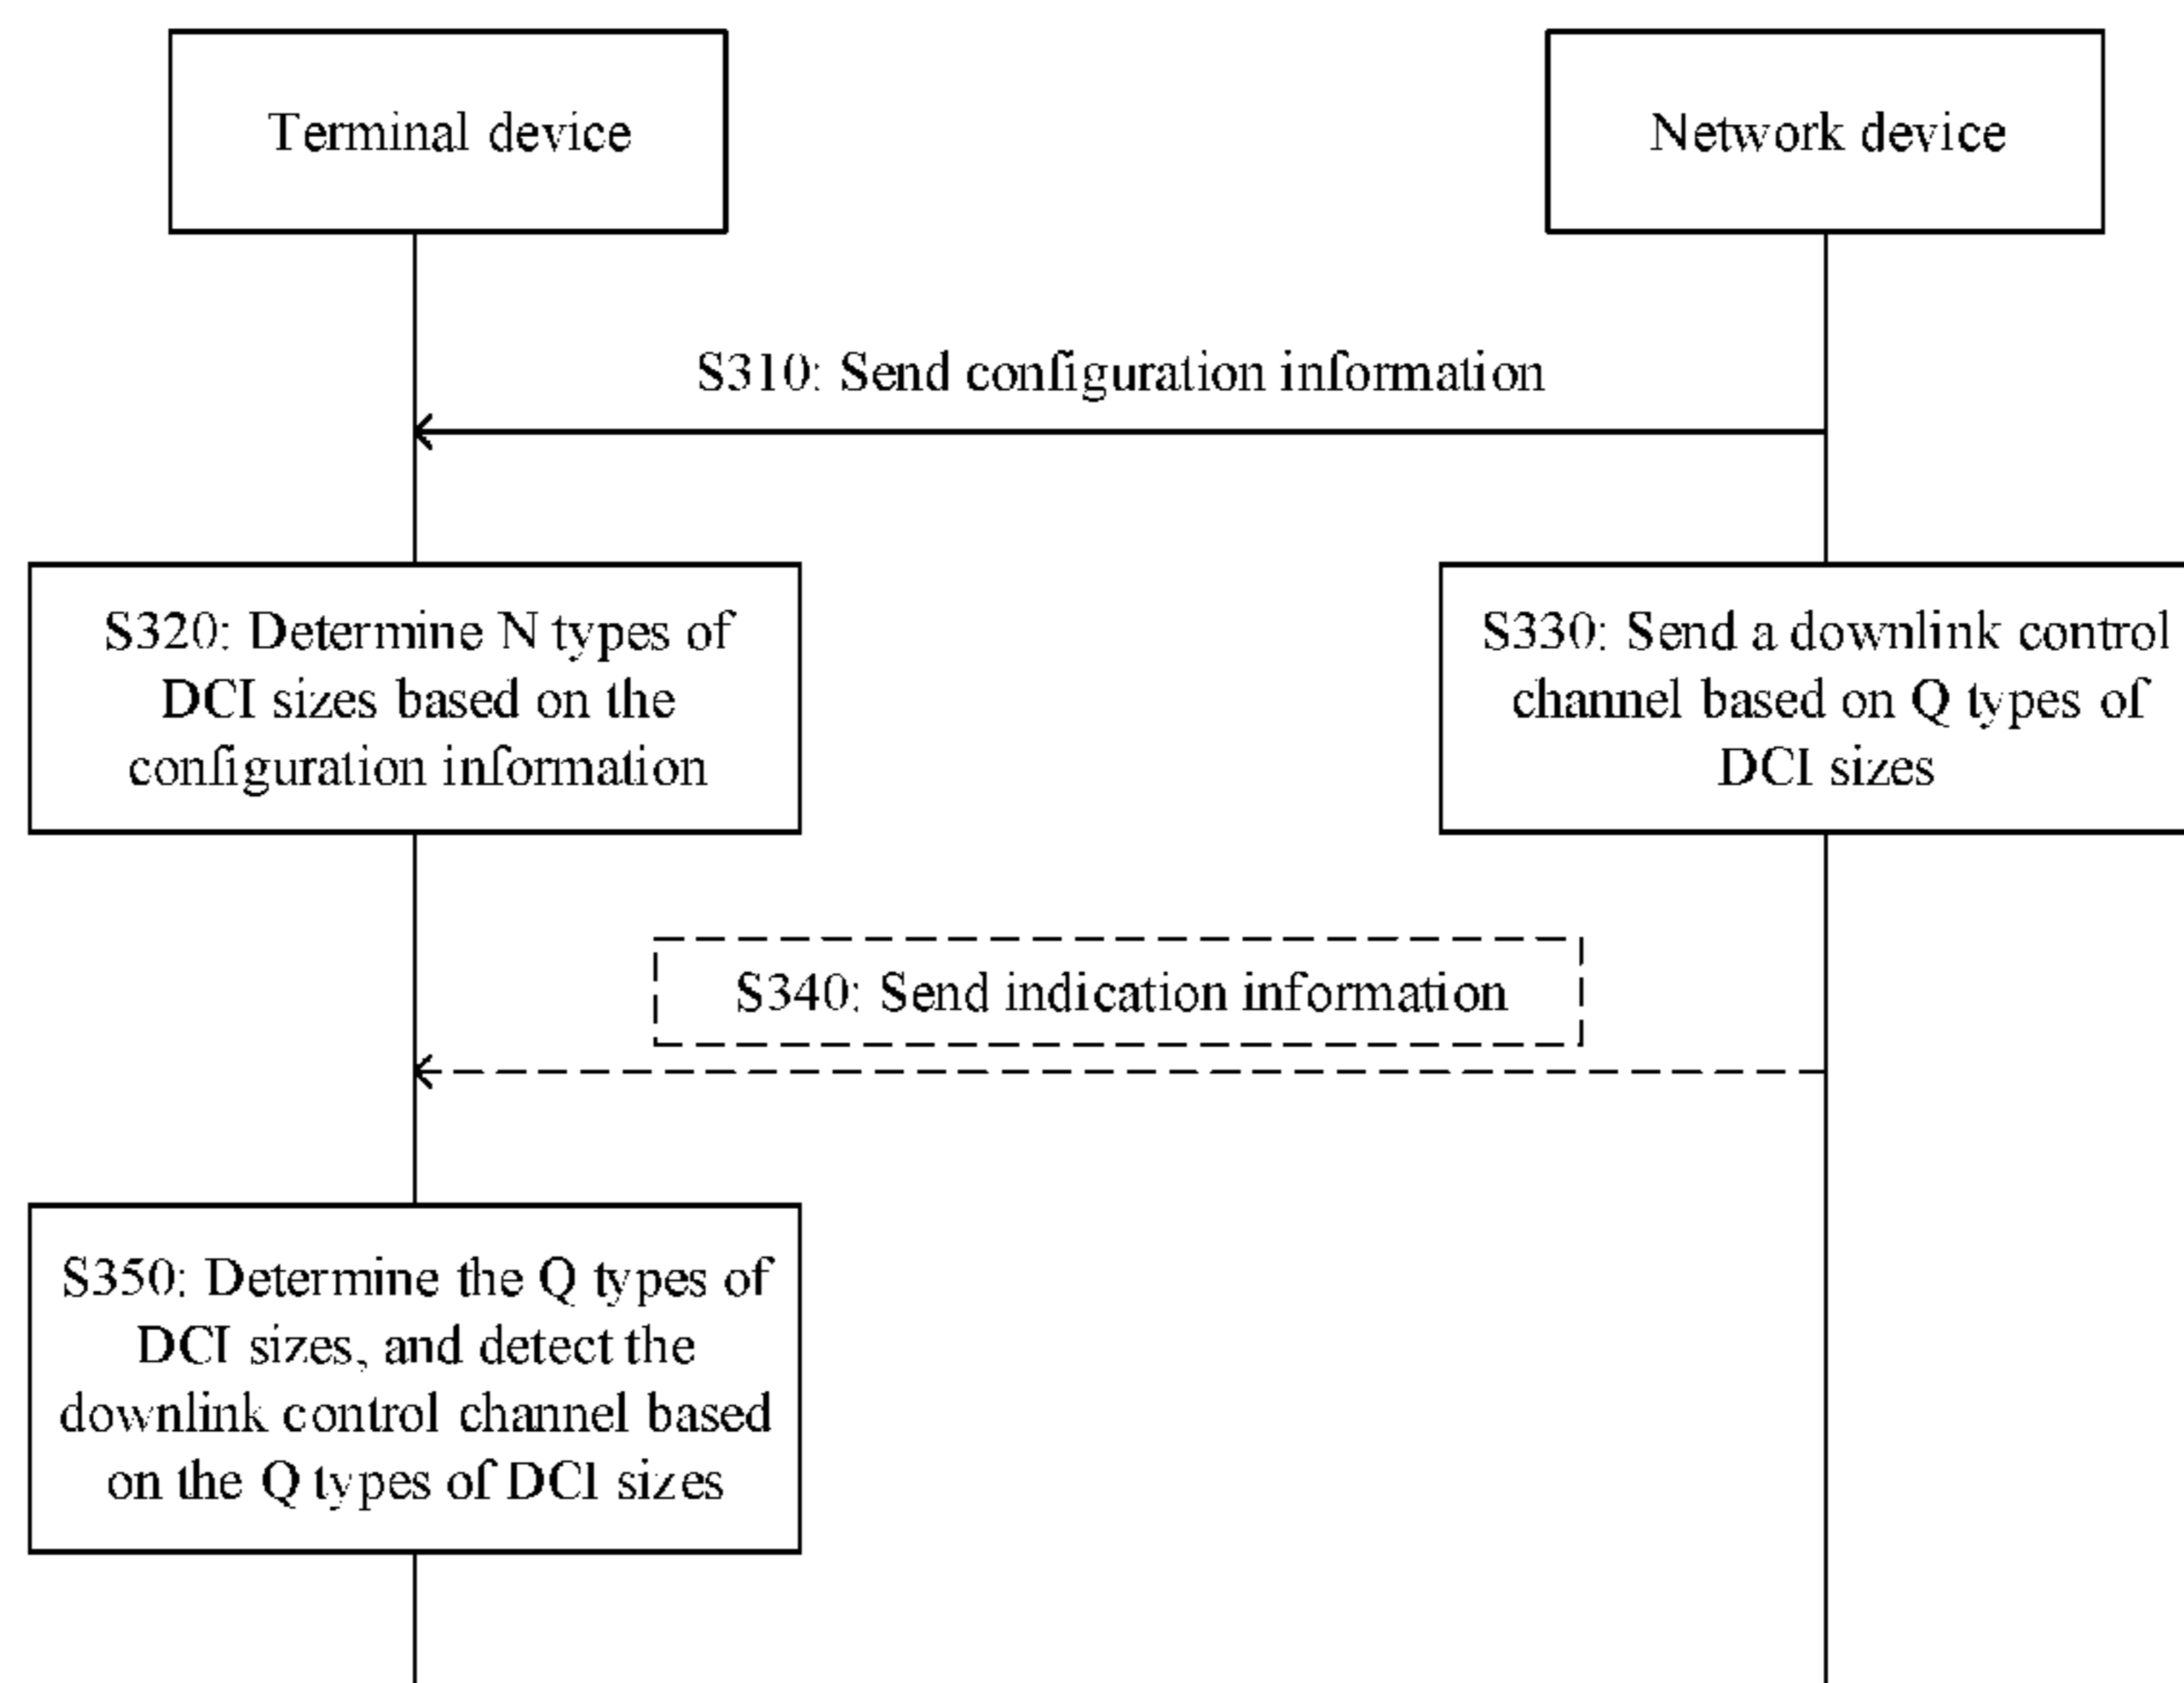 Terminal device
Network device
S310: Send configuration information
S320: Determine N types of
DCI sizes based on the
configuration information
S330: Send a downlink control
channel based on Q types of
DCI sizes
S340: Send indication information
S350: Determine the Q types of
DCI sizes, and detect the
downlink control channel based
on the Q types of DCI sizes